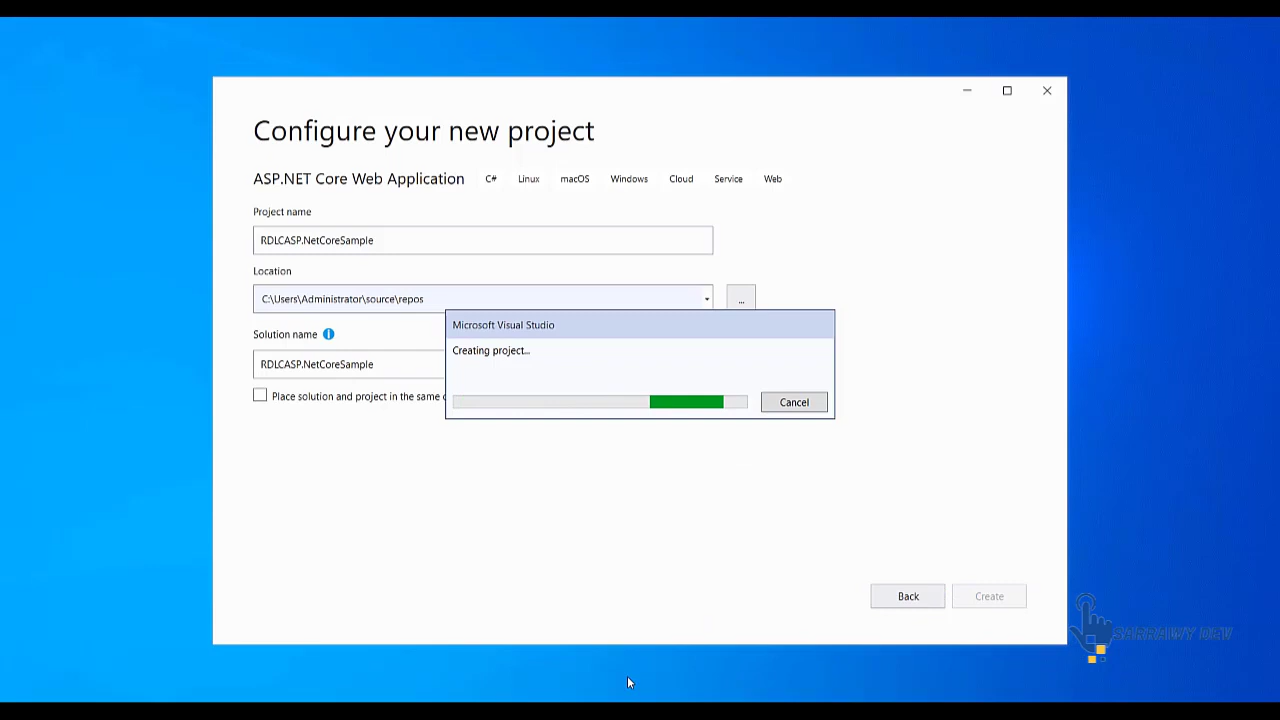 Configure your new project
ASP.NET Core Web Application C# Linux macOS Windows Cloud Service Web
Project name
RDLCASP.NetCoreSample
Location
C:\Users\Administrator\source\repos
...
Solution name
Microsoft Visual Studio
Creating project...
RDLCASP.NetCoreSample
Place solution and project in the same
Cancel
Back
Create
SARRAWY DEV